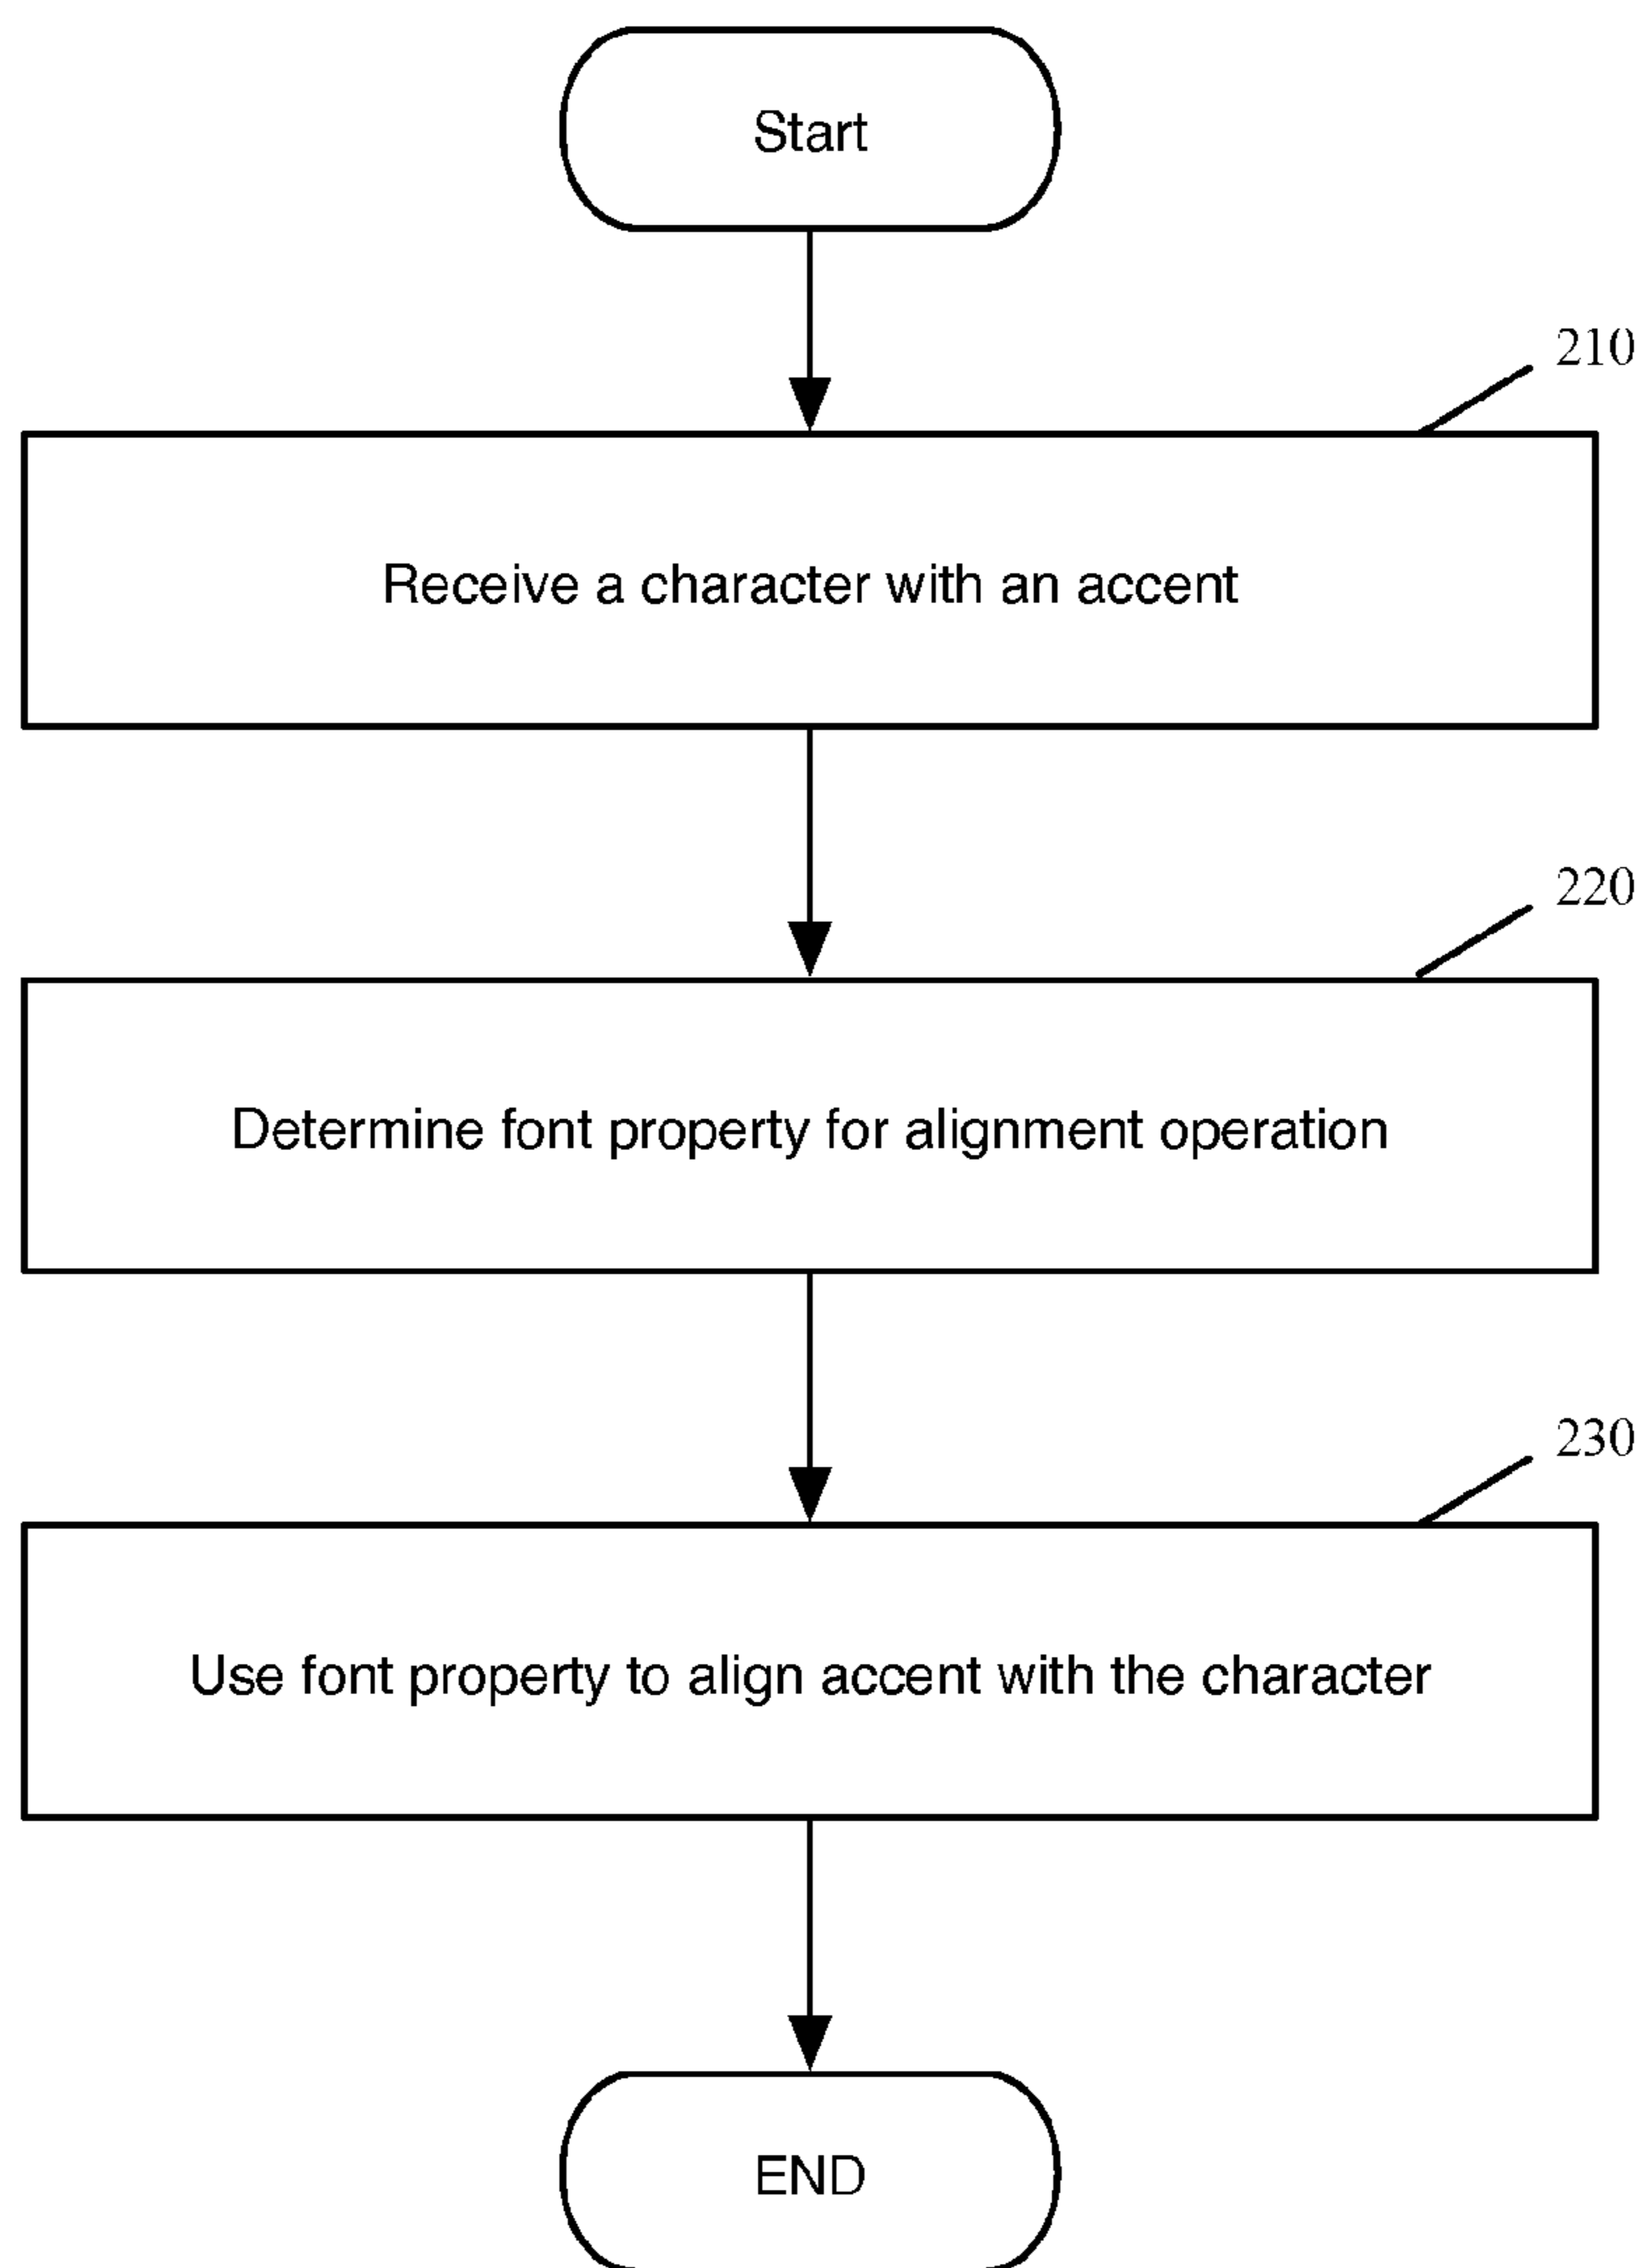 Start
210
Receive a character with an accent
220
Determine font property for alignment operation
230
Use font property to align accent with the character
END